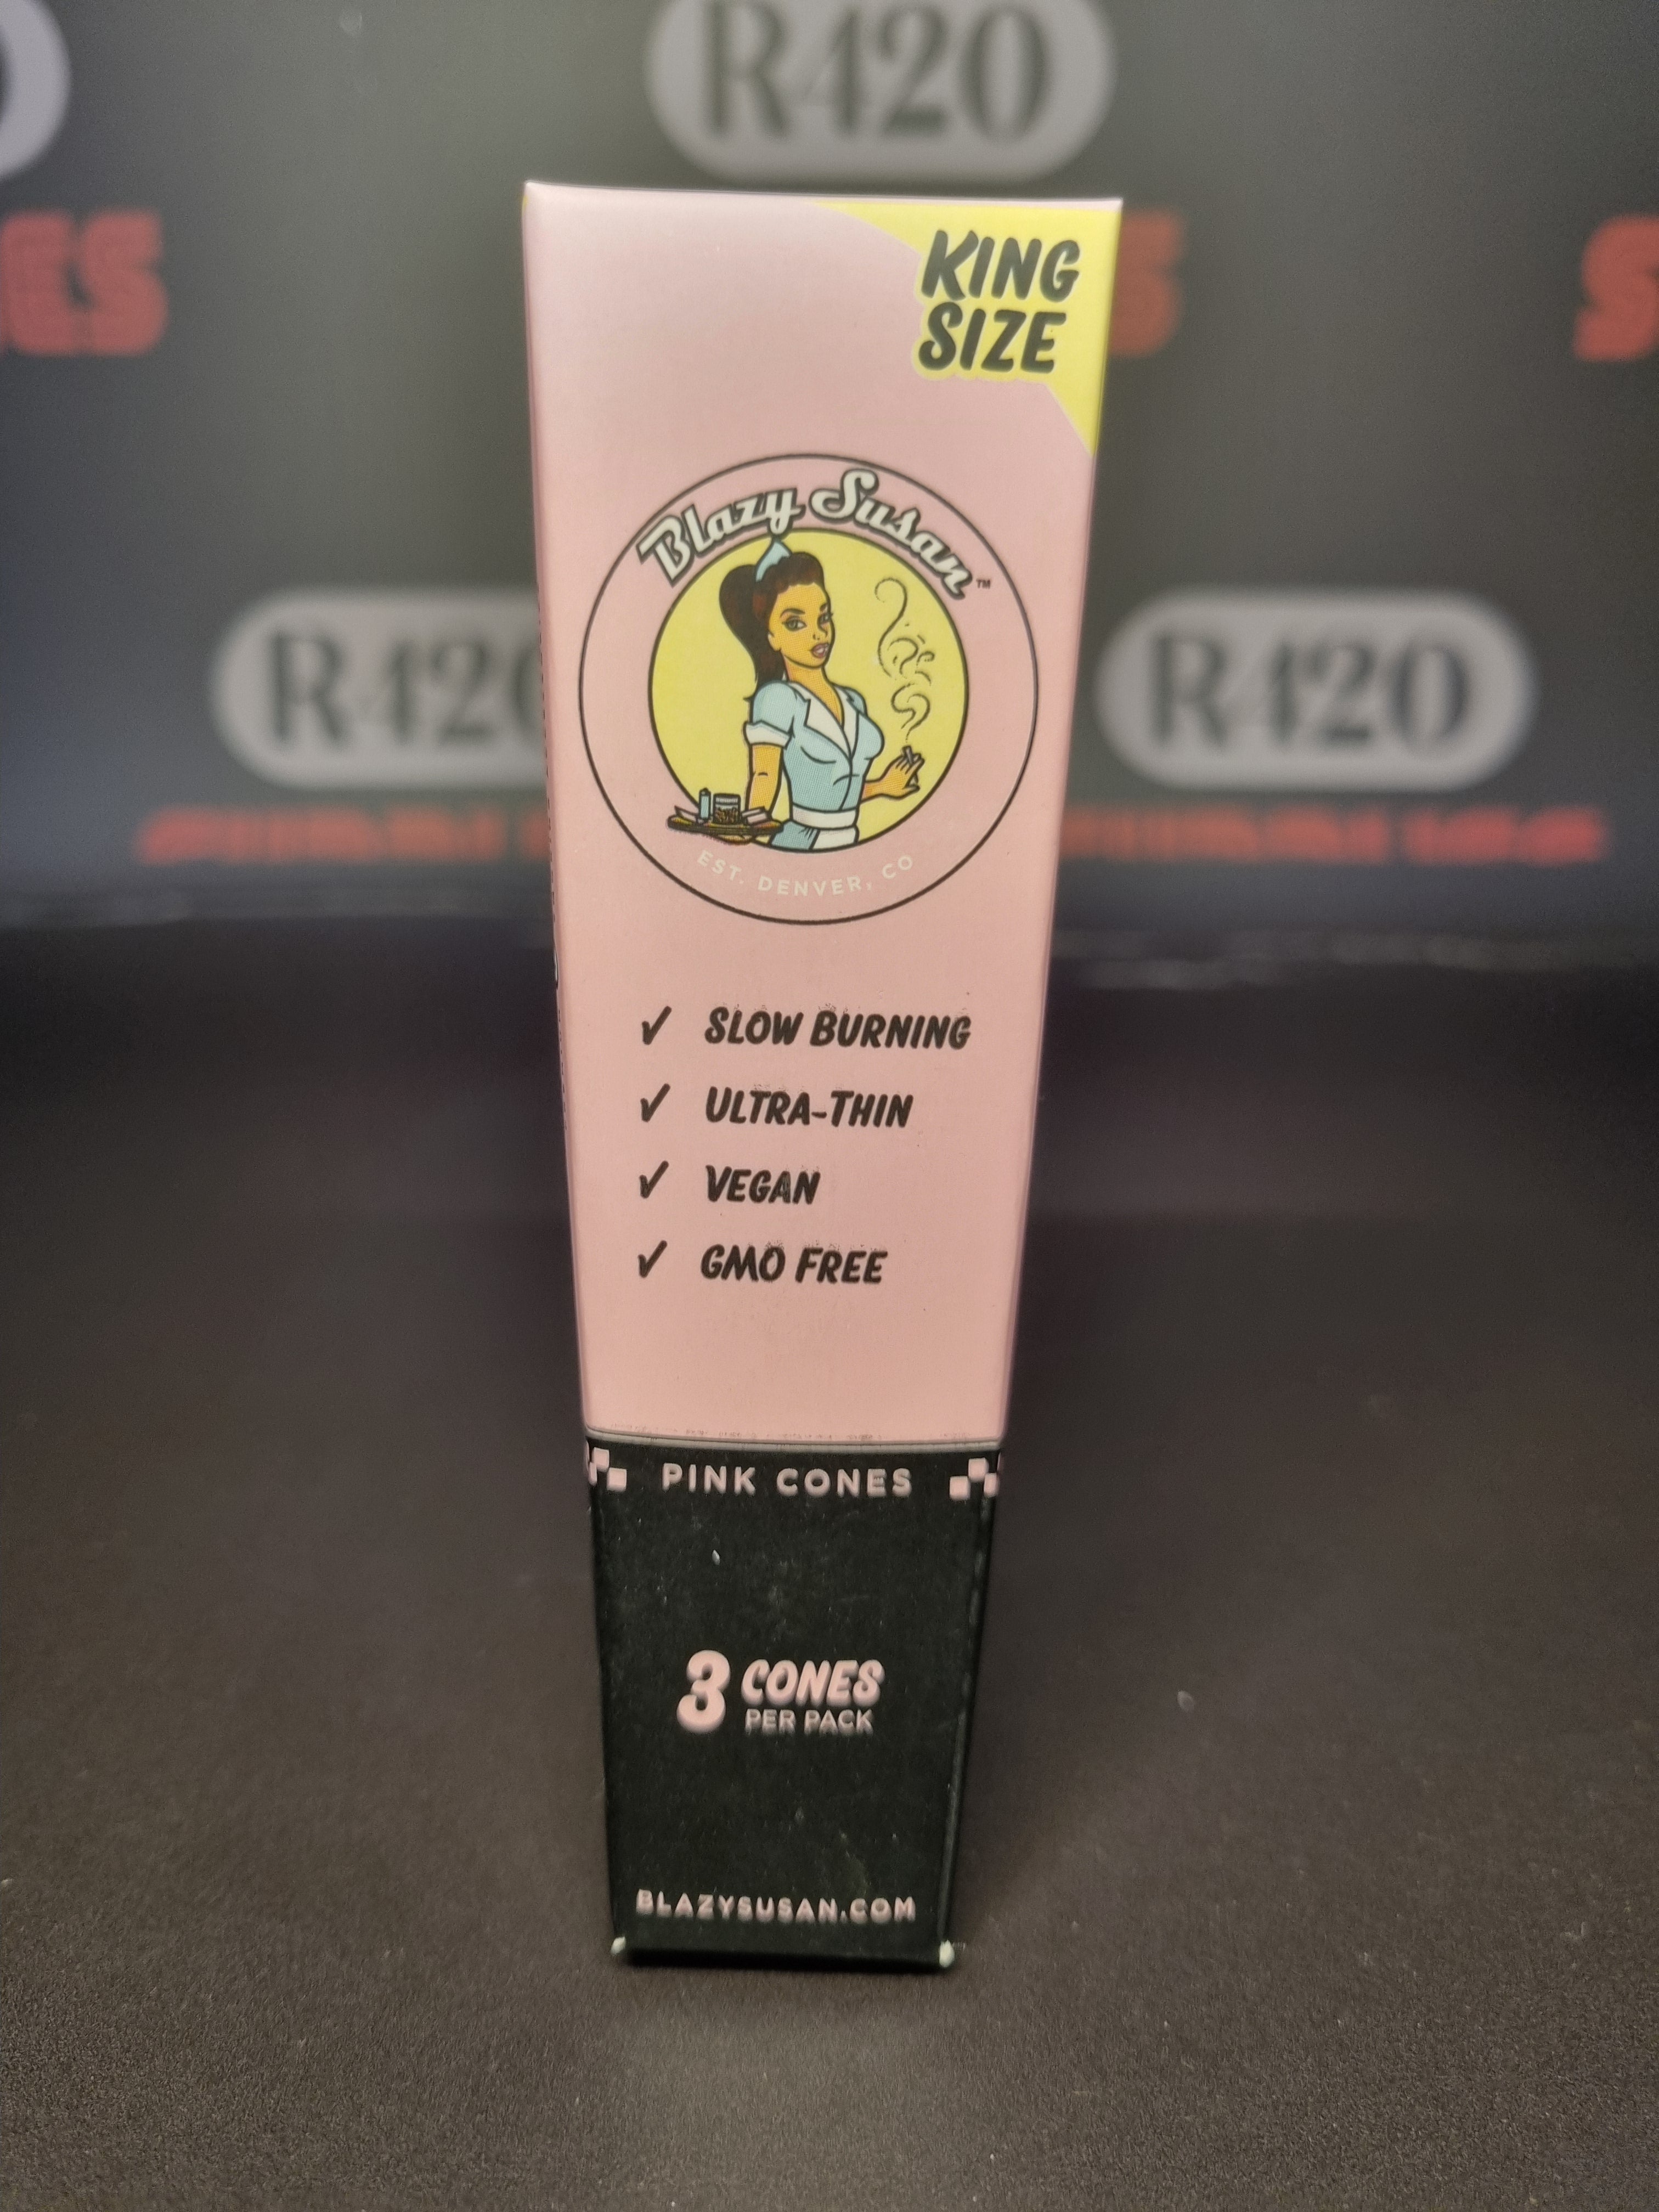 R420
KING
SIZE
Blazy Susan™
EST. DENVER, CO
R420
R420
✓ SLOW BURNING
✓ ULTRA-THIN
✓ VEGAN
✓ GMO FREE
PINK CONES
3 CONES
PER PACK
BLAZYSUSAN.COM